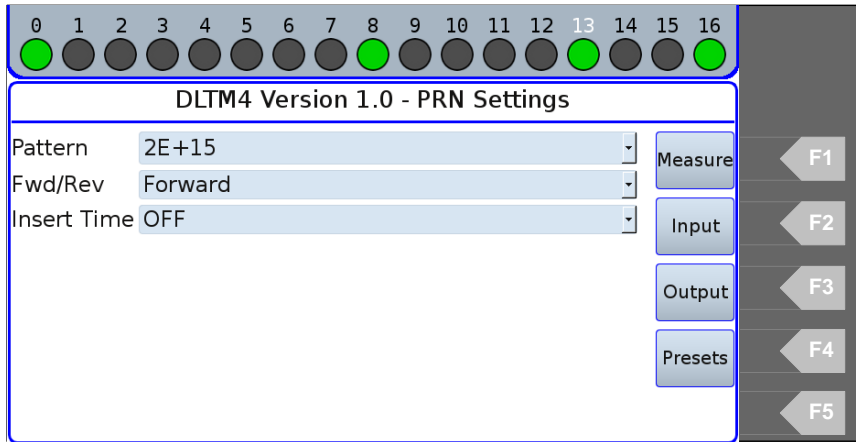 0 1 2 3 4 5 6 7 8 9 10 11 12 13 14 15 16
DLTM4 Version 1.0 - PRN Settings
Pattern 2E+15
Fwd/Rev Forward
Insert Time OFF
Measure F1
Input F2
Output F3
Presets F4
F5